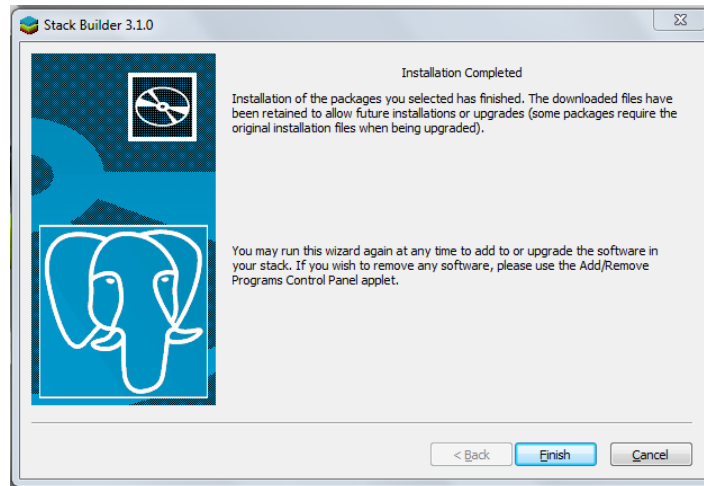 Stack Builder 3.1.0
Installation Completed
Installation of the packages you selected has finished. The downloaded files have
been retained to allow future installations or upgrades (some packages require the
original installation files when being upgraded).
You may run this wizard again at any time to add to or upgrade the software in
your stack. If you wish to remove any software, please use the Add/Remove
Programs Control Panel applet.
< Back
Finish
Cancel